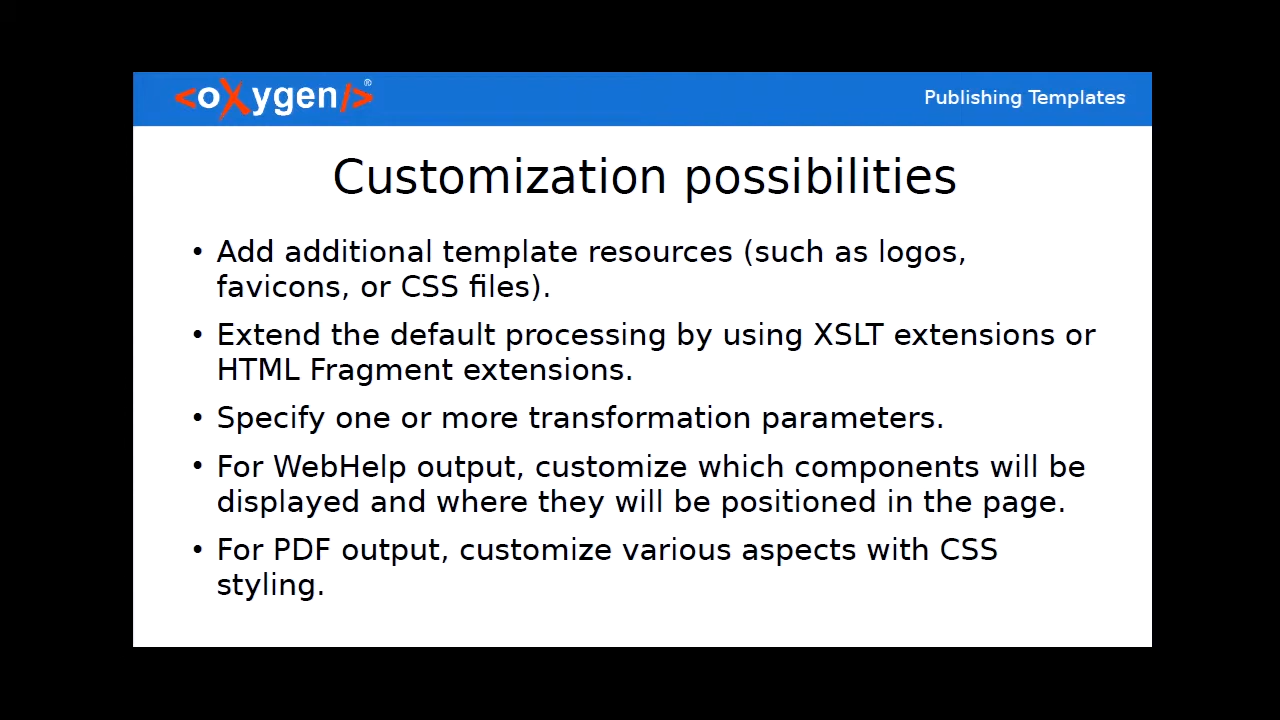 <oXygen/>®
Publishing Templates
Customization possibilities
• Add additional template resources (such as logos,
favicons, or CSS files).
• Extend the default processing by using XSLT extensions or
HTML Fragment extensions.
• Specify one or more transformation parameters.
• For WebHelp output, customize which components will be
displayed and where they will be positioned in the page.
• For PDF output, customize various aspects with CSS
styling.